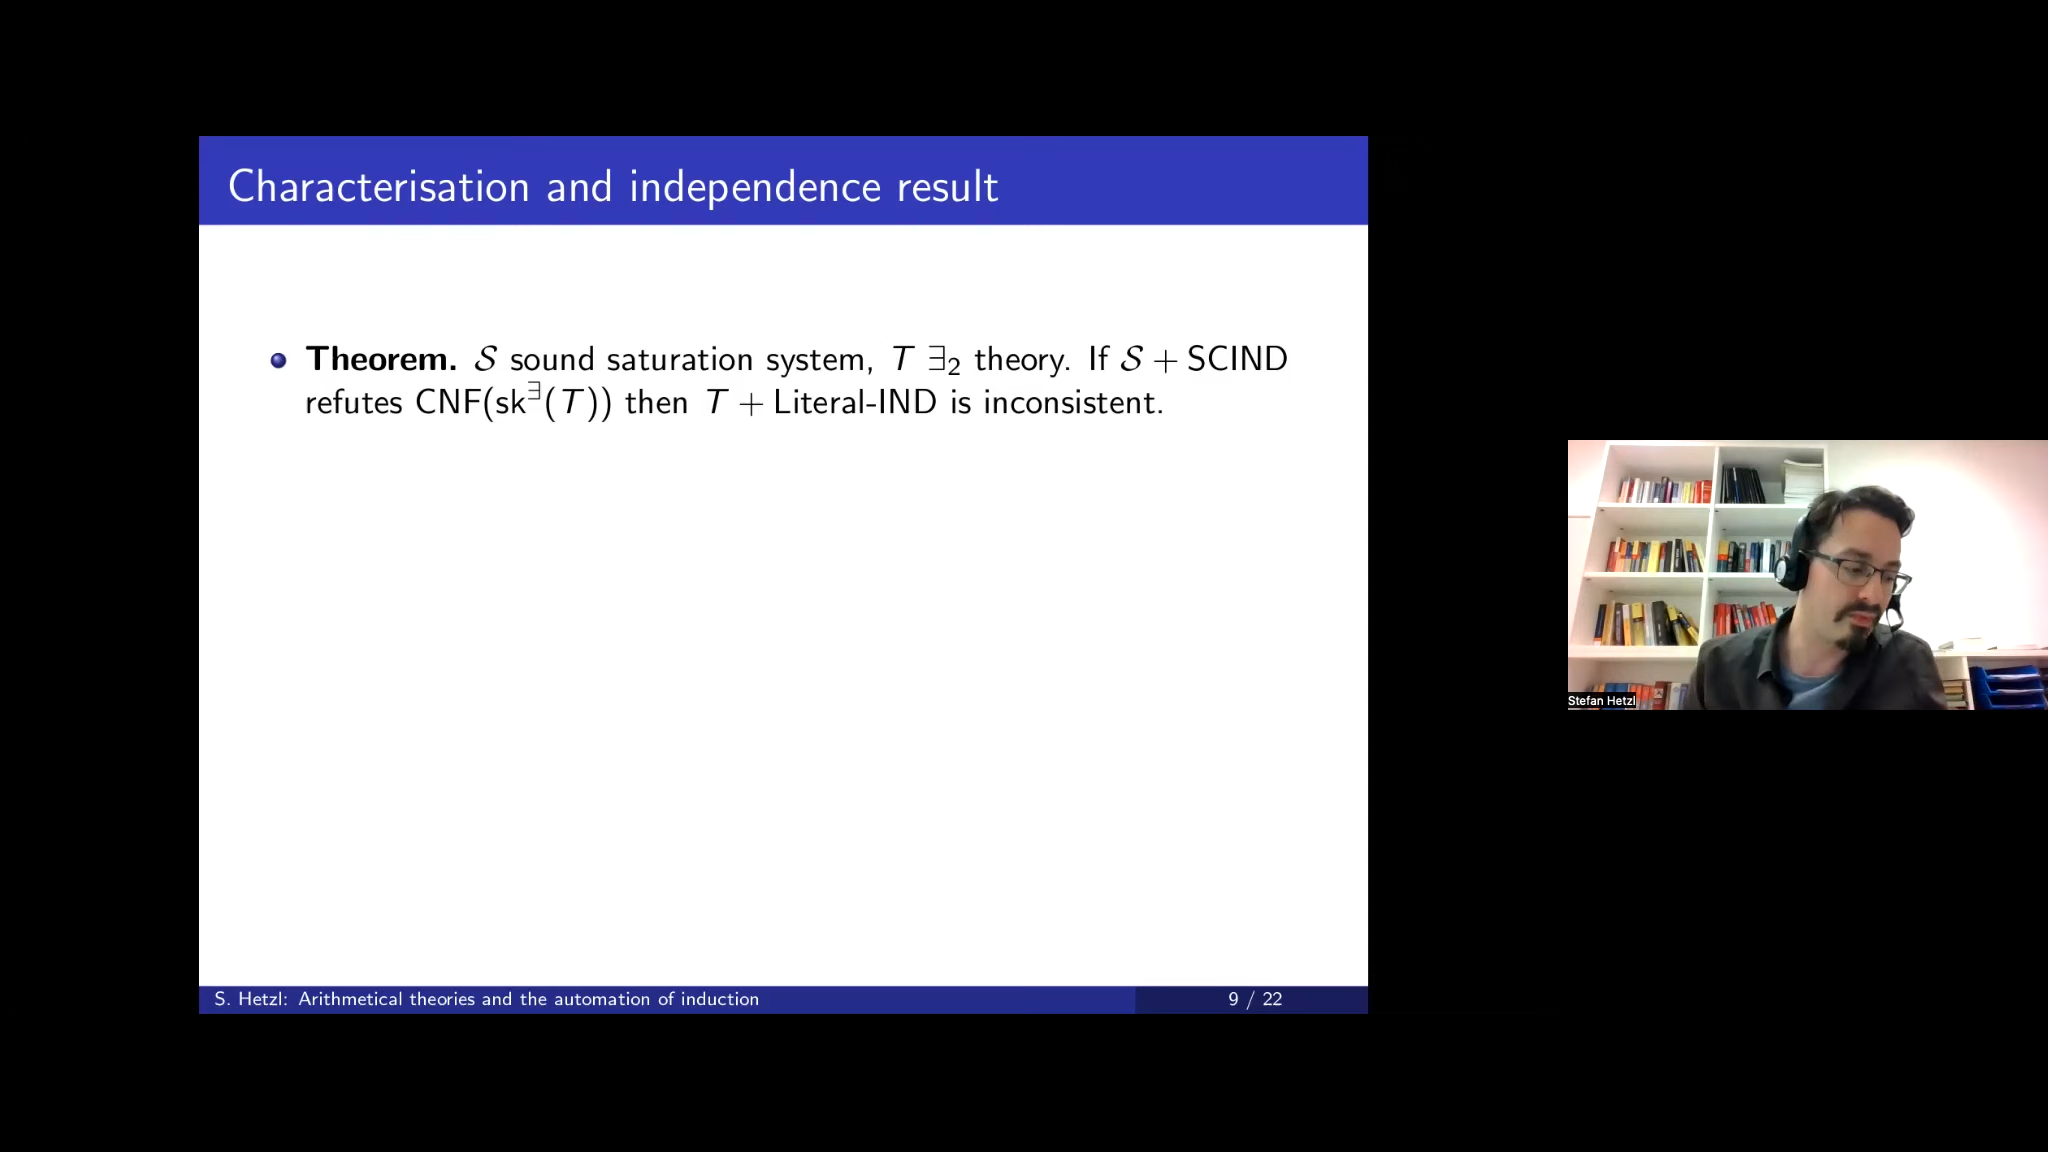 Characterisation and independence result
Theorem. 𝒮 sound saturation system, T ∃₂ theory. If 𝒮 + SCIND
refutes CNF(sk^∃(T)) then T + Literal-IND is inconsistent.
Stefan Hetzl
S. Hetzl: Arithmetical theories and the automation of induction
9 / 22